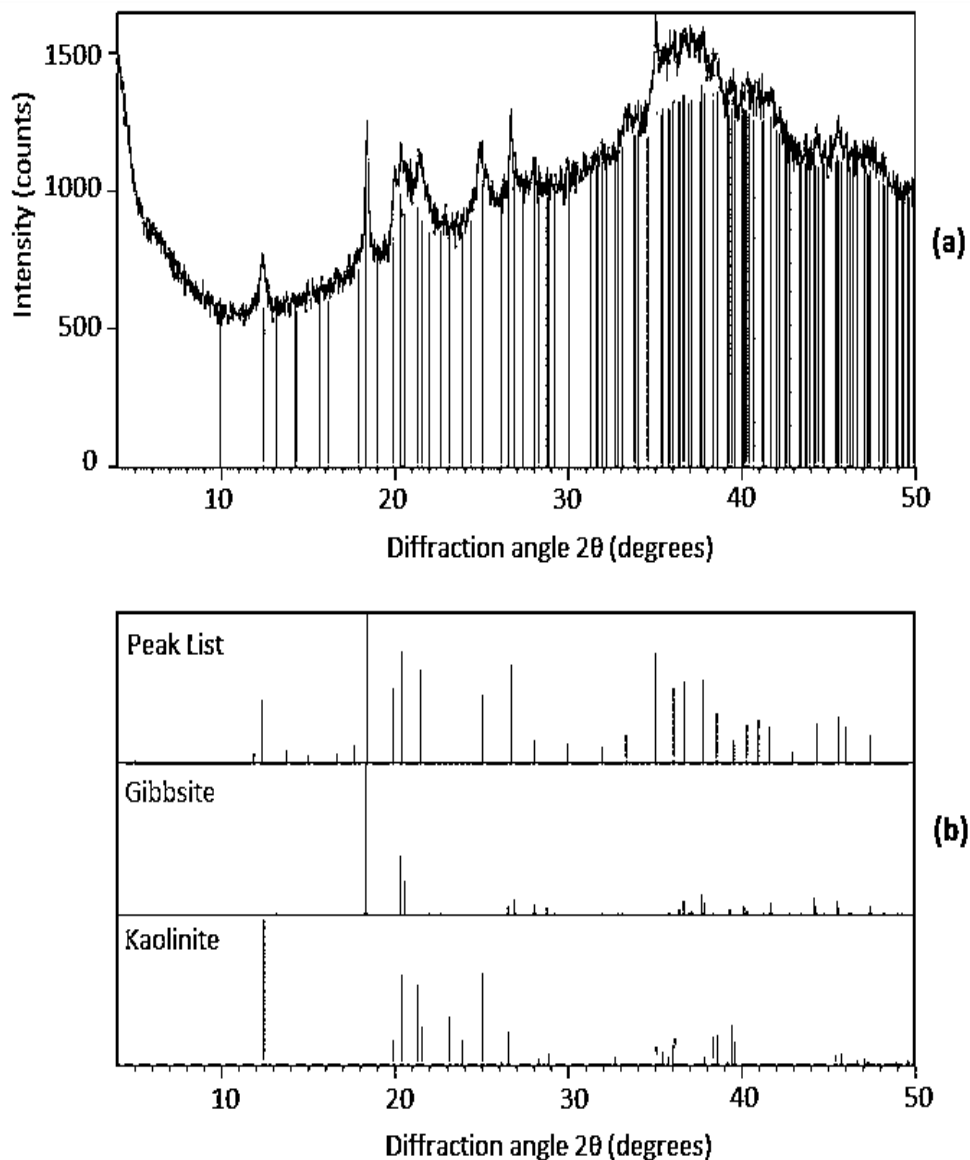 1500
1000
500
0
Intensity (counts)
(a)
10 20 30 40 50
Diffraction angle 2θ (degrees)
Peak List
Gibbsite
Kaolinite
(b)
10 20 30 40 50
Diffraction angle 2θ (degrees)